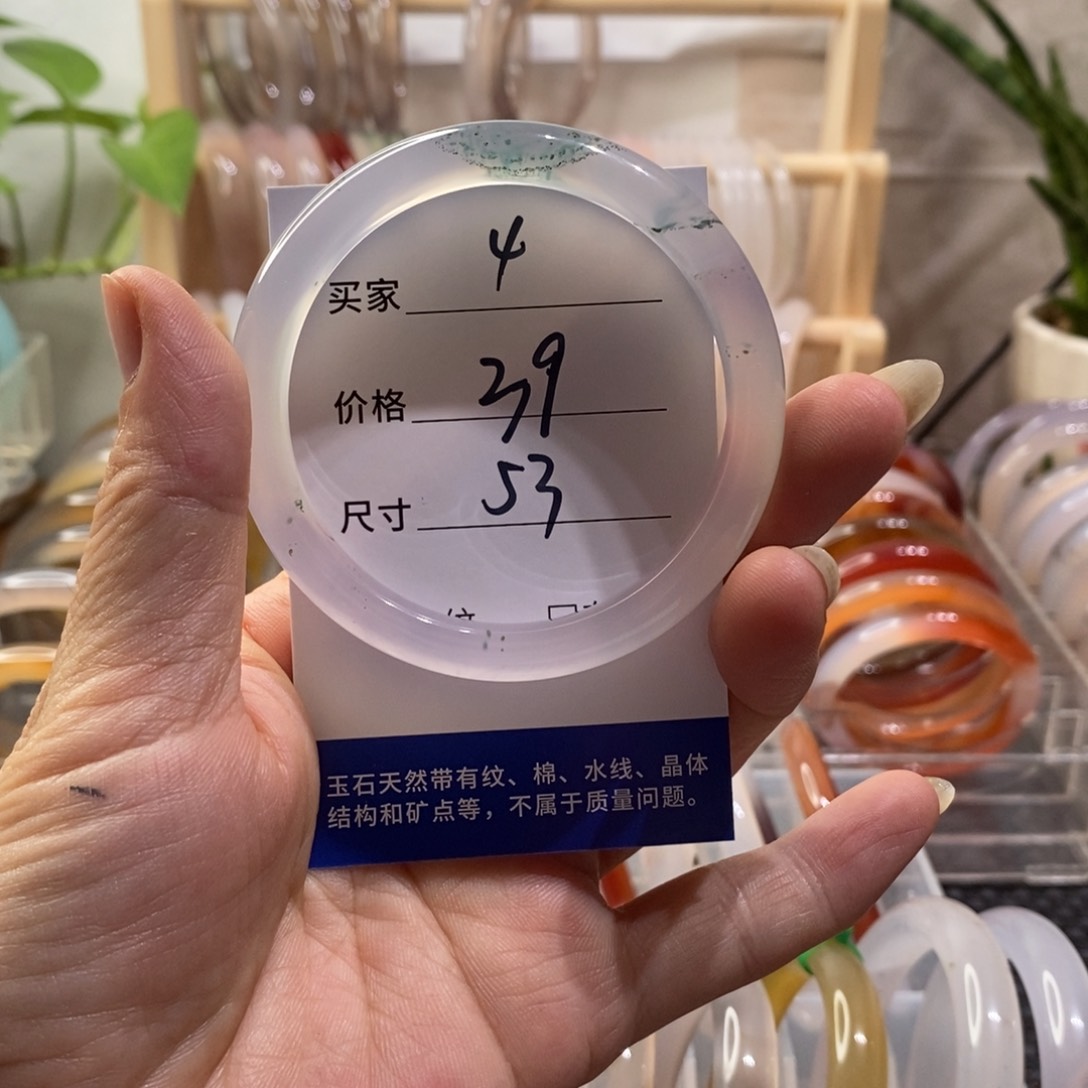 买家 4
价格 39
尺寸 53
玉石天然带有纹、棉、水线、晶体
结构和矿点等，不属于质量问题。